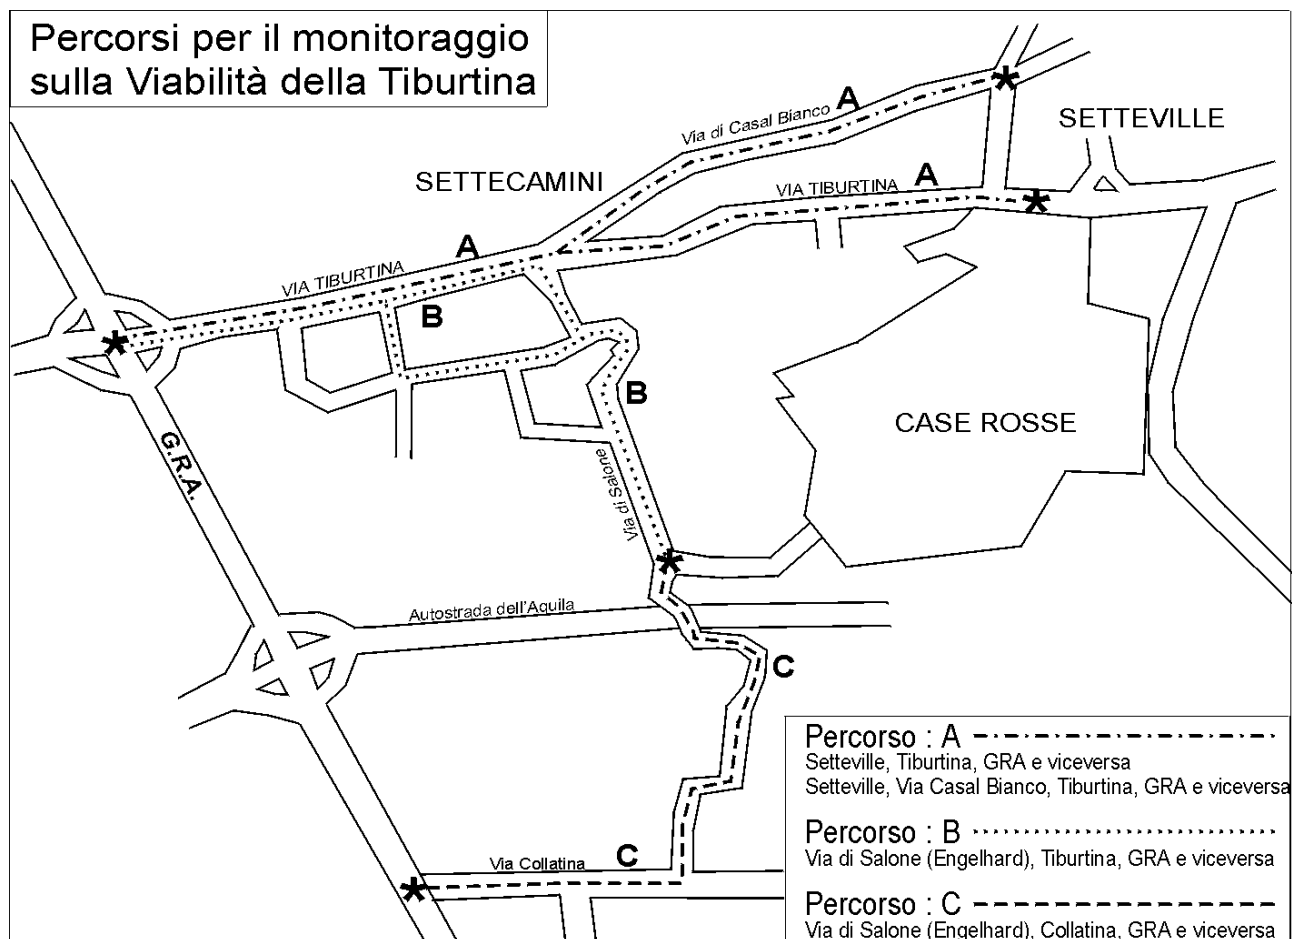 Percorsi per il monitoraggio
sulla Viabilità della Tiburtina
A
Via di Casal Bianco
SETTEVILLE
SETTECAMINI
A
VIA TIBURTINA
A
VIA TIBURTINA
B
B
CASE ROSSE
G.R.A.
Via di Salone
Autostrada dell'Aquila
C
C
Via Collatina
Percorso : A
Setteville, Tiburtina, GRA e viceversa
Setteville, Via Casal Bianco, Tiburtina, GRA e viceversa
Percorso : B
Via di Salone (Engelhard), Tiburtina, GRA e viceversa
Percorso : C
Via di Salone (Engelhard), Collatina, GRA e viceversa